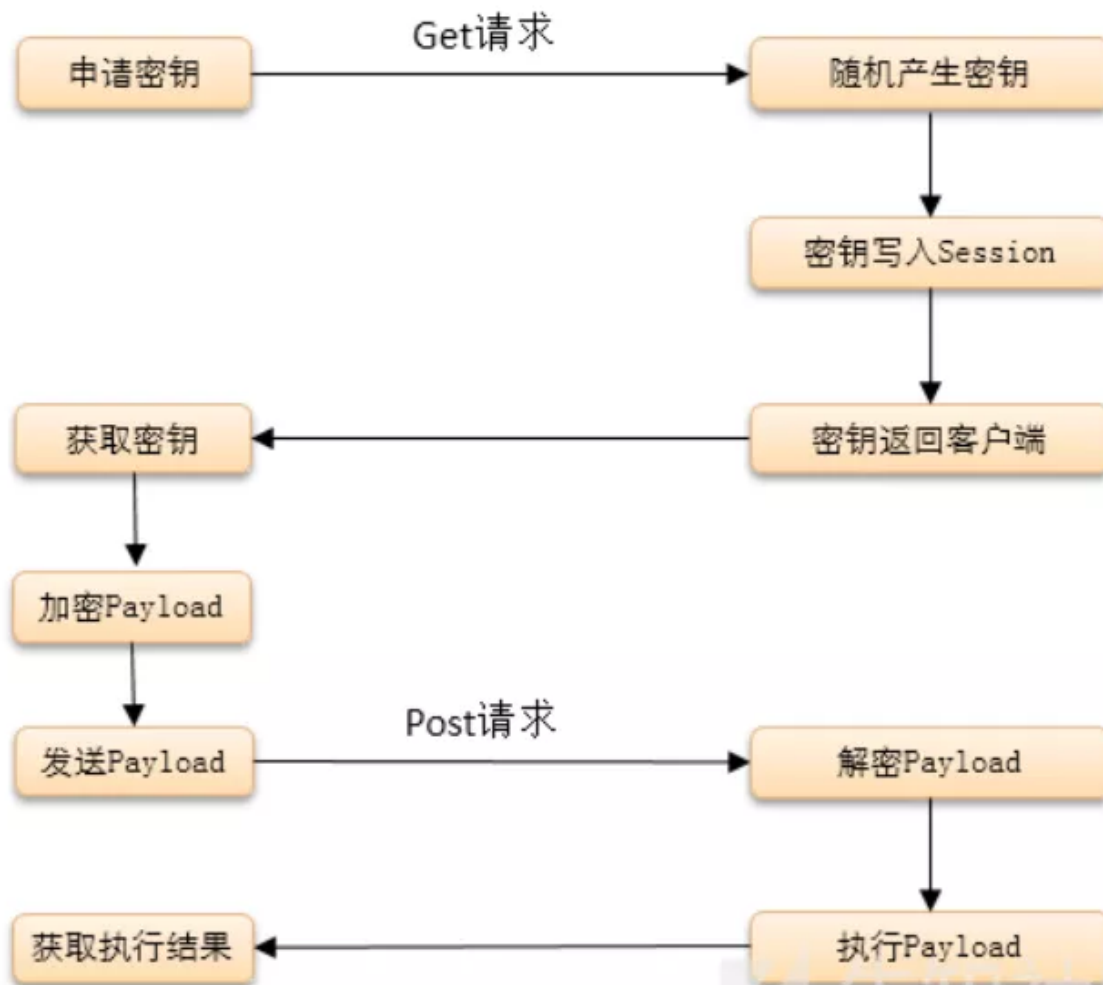 Get请求
申请密钥
随机产生密钥
密钥写入Session
获取密钥
密钥返回客户端
加密Payload
Post请求
发送Payload
解密Payload
获取执行结果
执行Payload